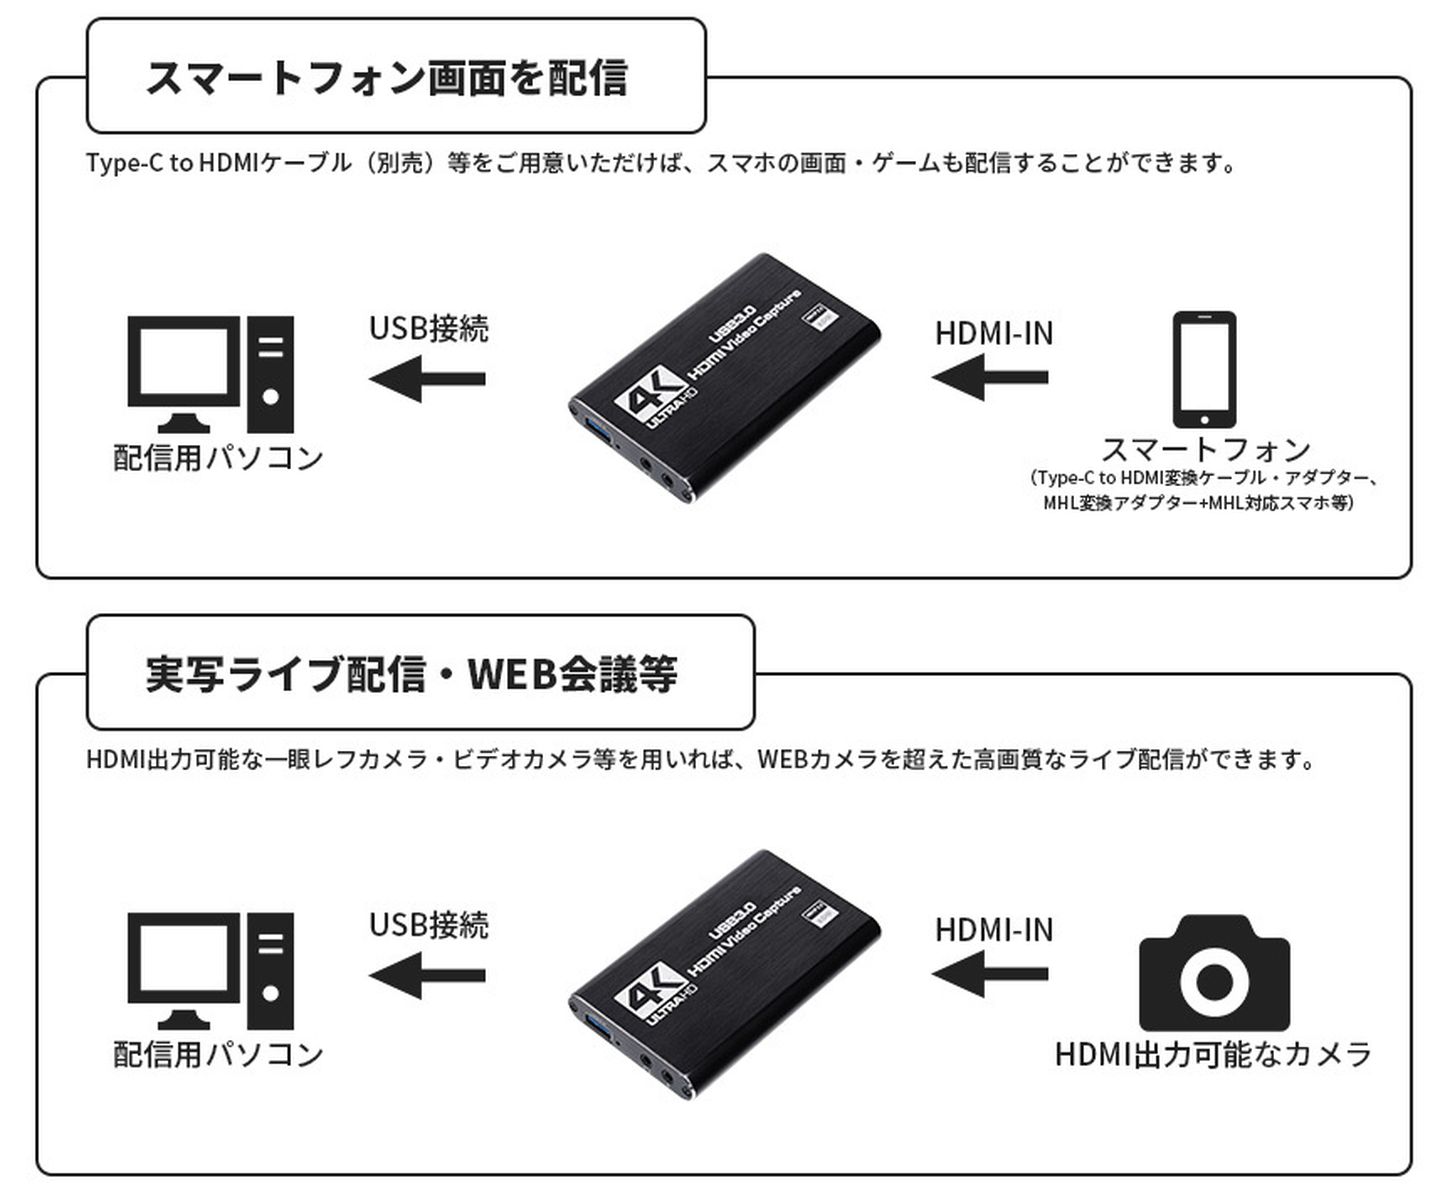 スマートフォン画面を配信
Type-C to HDMIケーブル（別売）等をご用意いただけば、スマホの画面・ゲームも配信することができます。
USB接続
配信用パソコン
USB3.0
HDMI Video Capture
4K
ULTRAHD
HDMI-IN
スマートフォン
（Type-C to HDMI変換ケーブル・アダプター、
MHL変換アダプター+MHL対応スマホ等）
実写ライブ配信・WEB会議等
HDMI出力可能な一眼レフカメラ・ビデオカメラ等を用いれば、WEBカメラを超えた高画質なライブ配信ができます。
USB接続
配信用パソコン
USB3.0
HDMI Video Capture
4K
ULTRAHD
HDMI-IN
HDMI出力可能なカメラ